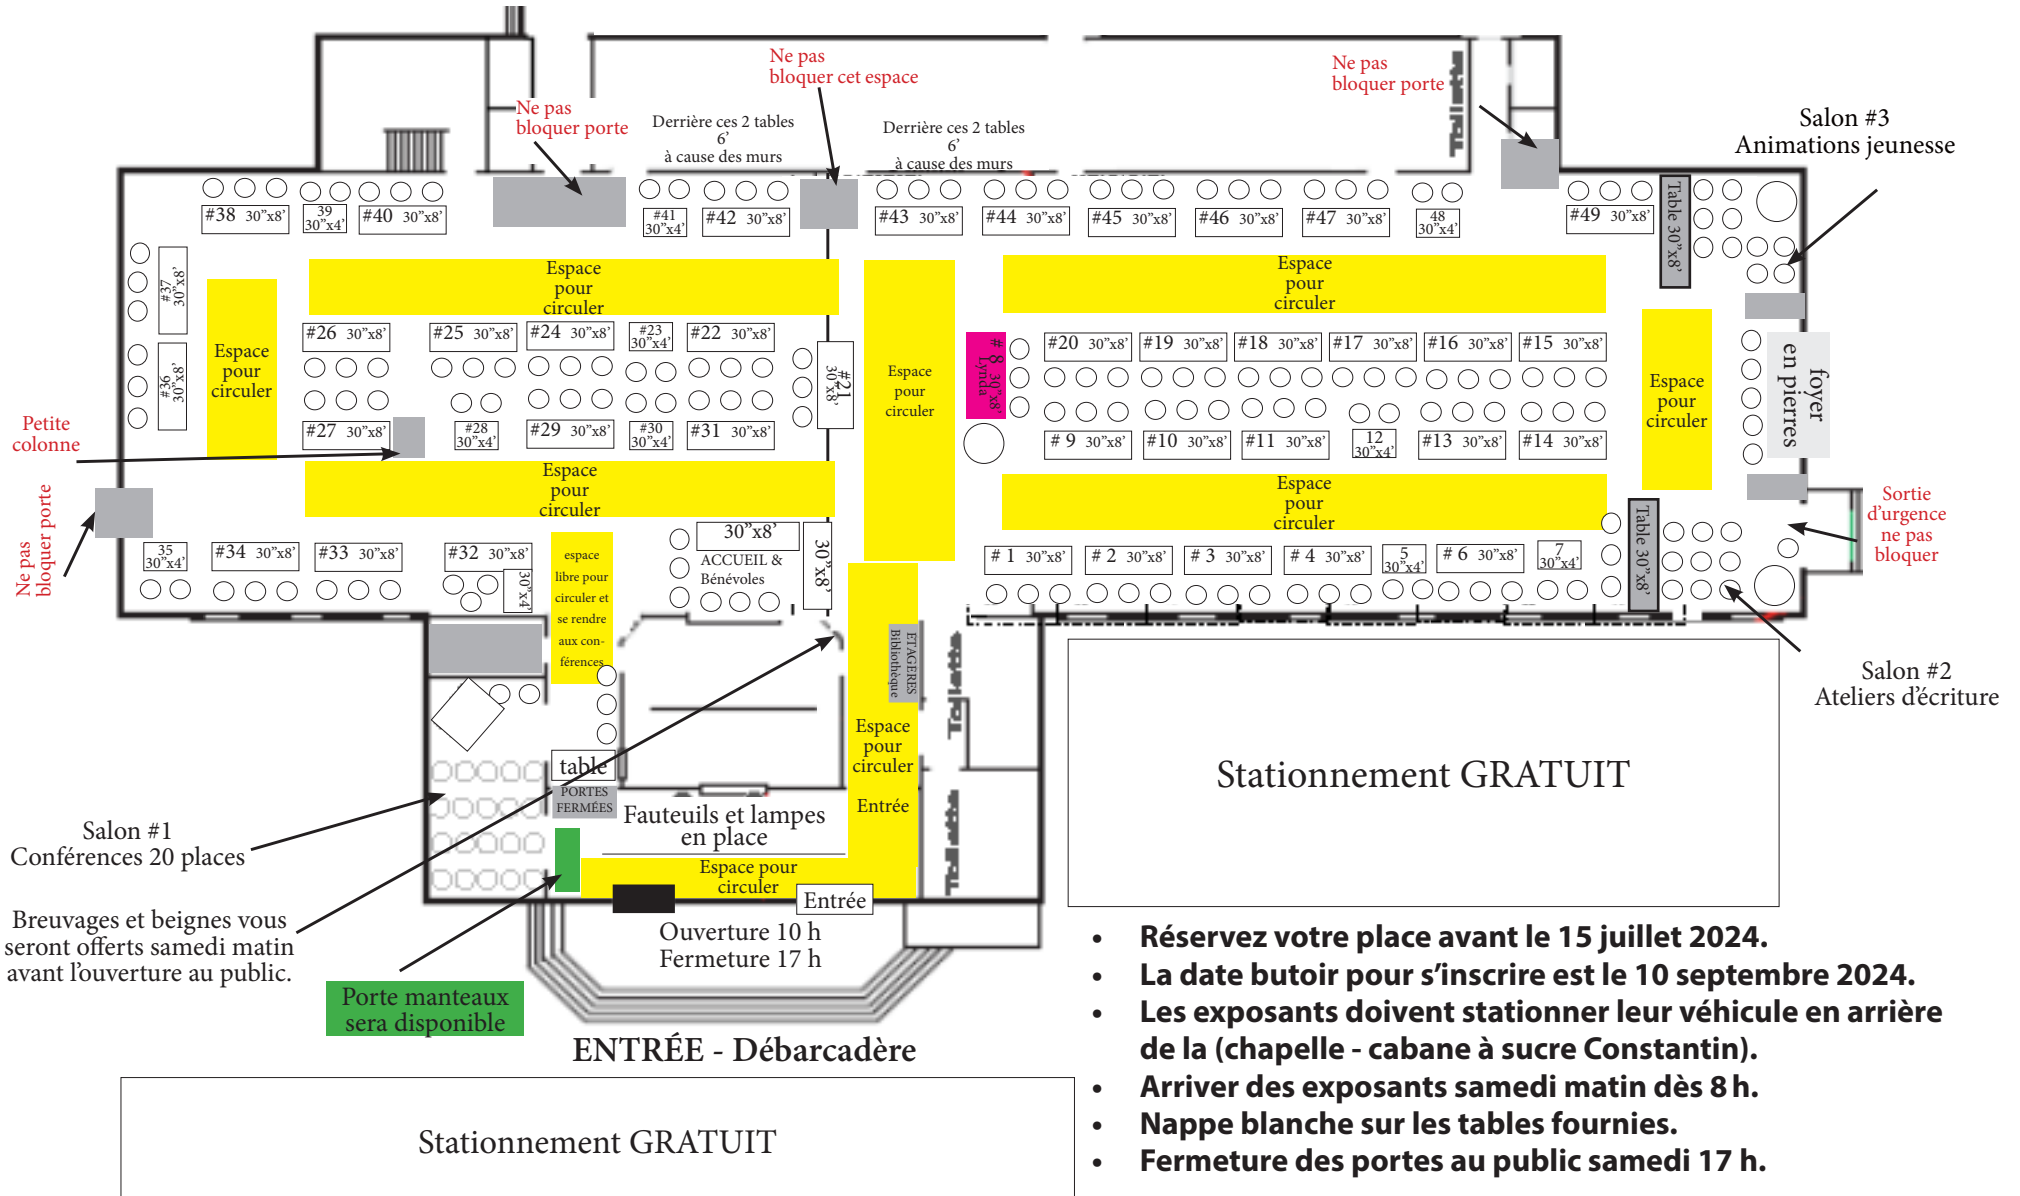 Ne pas
bloquer cet espace
Ne pas
bloquer porte
Toilette
Ne pas
bloquer porte
Derrière ces 2 tables
6’
à cause des murs
Derrière ces 2 tables
6’
à cause des murs
Salon #3
Animations jeunesse
#38 30”x8’
39
30”x4’
#40 30”x8’
#41
30”x4’
#42 30”x8’
#43 30”x8’
#44 30”x8’
#45 30”x8’
#46 30”x8’
#47 30”x8’
48
30”x4’
#49 30”x8’
Table 30”x8’
#37
30”x8’
Espace
pour
circuler
Espace
pour
circuler
#36
30”x8’
Espace
pour
circuler
#26 30”x8’
#25 30”x8’
#24 30”x8’
#23
30”x4’
#22 30”x8’
#21
30”x8’
Espace
pour
circuler
# 8 30”x8’
Lynda
#20 30”x8’
#19 30”x8’
#18 30”x8’
#17 30”x8’
#16 30”x8’
#15 30”x8’
Espace
pour
circuler
foyer
en pierres
Petite
colonne
#27 30”x8’
#28
30”x4’
#29 30”x8’
#30
30”x4’
#31 30”x8’
# 9 30”x8’
#10 30”x8’
#11 30”x8’
12
30”x4’
#13 30”x8’
#14 30”x8’
Espace
pour
circuler
Espace
pour
circuler
Ne pas
bloquer porte
Sortie
d’urgence
ne pas
bloquer
35
30”x4’
#34 30”x8’
#33 30”x8’
#32 30”x8’
30”x4’
espace
libre pour
circuler et
se rendre
aux con-
férences
30”x8’
ACCUEIL &
Bénévoles
30”x8’
# 1 30”x8’
# 2 30”x8’
# 3 30”x8’
# 4 30”x8’
5
30”x4’
# 6 30”x8’
7
30”x4’
Table 30”x8’
ETAGERES
Bibliothèque
Toilette
Salon #2
Ateliers d’écriture
Espace
pour
circuler
Entrée
table
PORTES
FERMÉES
Fauteuils et lampes
en place
Toilette
Stationnement GRATUIT
Salon #1
Conférences 20 places
Espace pour
circuler
Entrée
Breuvages et beignes vous
seront offerts samedi matin
avant l’ouverture au public.
Ouverture 10 h
Fermeture 17 h
Porte manteaux
sera disponible
ENTRÉE - Débarcadère
• Réservez votre place avant le 15 juillet 2024.
• La date butoir pour s’inscrire est le 10 septembre 2024.
• Les exposants doivent stationner leur véhicule en arrière
de la (chapelle - cabane à sucre Constantin).
• Arriver des exposants samedi matin dès 8 h.
• Nappe blanche sur les tables fournies.
• Fermeture des portes au public samedi 17 h.
Stationnement GRATUIT